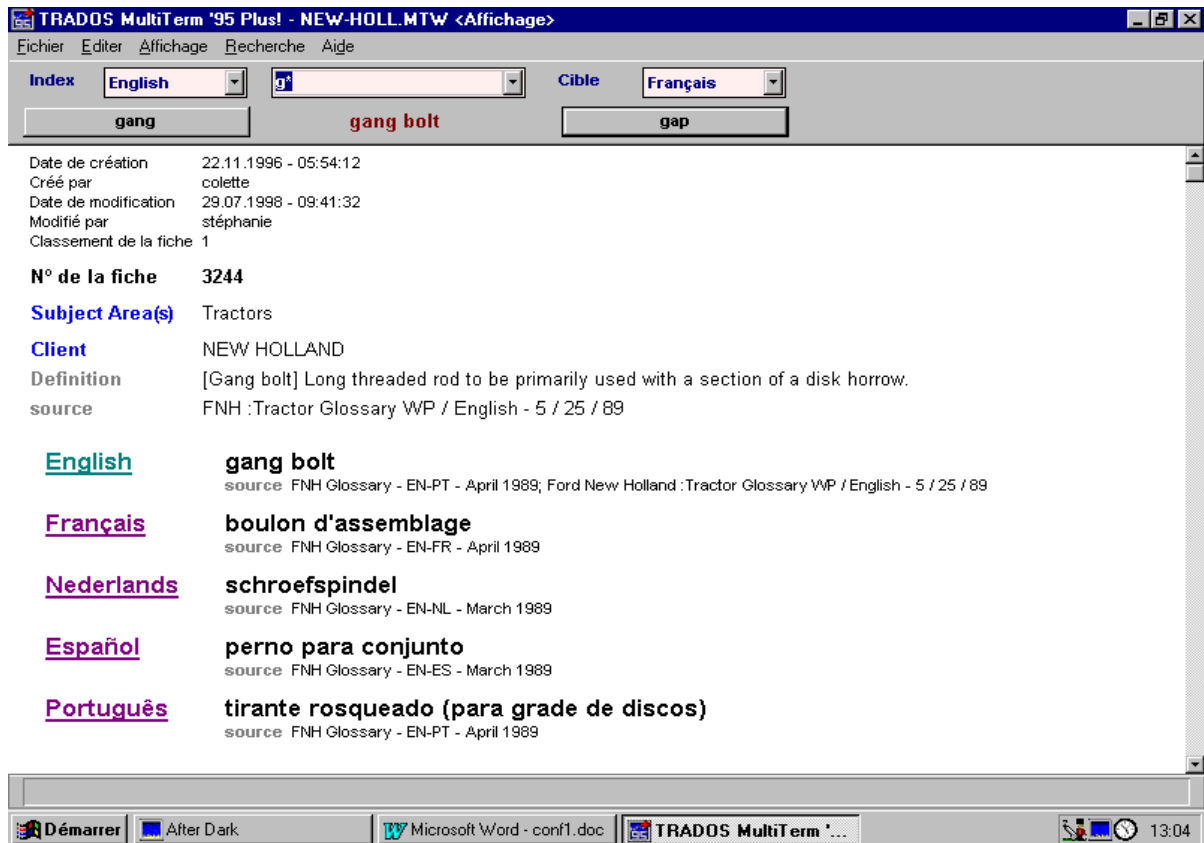 TRADOS MultiTerm '95 Plus! - NEW-HOLL.MTW <Affichage>
Fichier Editer Affichage Recherche Aide
Index English g* Cible Français
gang gang bolt gap
Date de création 22.11.1996 - 05:54:12
Créé par colette
Date de modification 29.07.1998 - 09:41:32
Modifié par stéphanie
Classement de la fiche 1
N° de la fiche 3244
Subject Area(s) Tractors
Client NEW HOLLAND
Definition [Gang bolt] Long threaded rod to be primarily used with a section of a disk horrow.
source FNH :Tractor Glossary WP / English - 5 / 25 / 89
English gang bolt
source FNH Glossary - EN-PT - April 1989; Ford New Holland :Tractor Glossary WP / English - 5 / 25 / 89
Français boulon d'assemblage
source FNH Glossary - EN-FR - April 1989
Nederlands schroefspindel
source FNH Glossary - EN-NL - March 1989
Español perno para conjunto
source FNH Glossary - EN-ES - March 1989
Português tirante rosqueado (para grade de discos)
source FNH Glossary - EN-PT - April 1989
Démarrer After Dark Microsoft Word - conf1.doc TRADOS MultiTerm '... 13:04